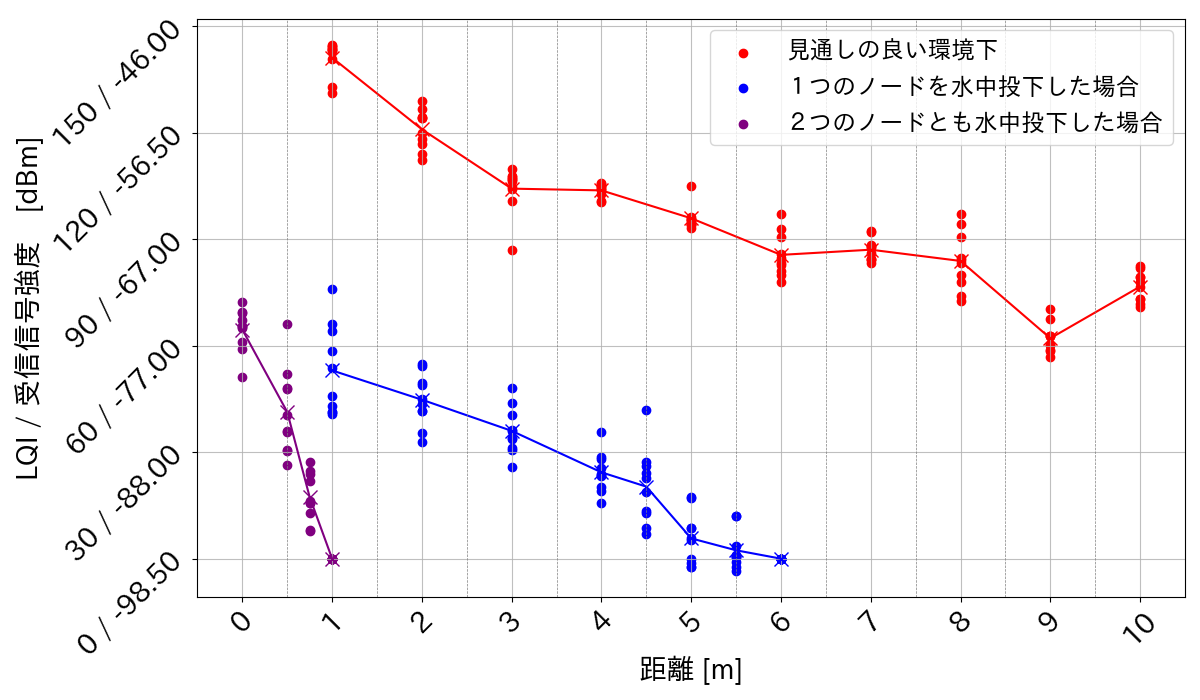 見通しの良い環境下
１つのノードを水中投下した場合
２つのノードとも水中投下した場合
LQI / 受信信号強度 [dBm]
150 / -46.00
120 / -56.50
90 / -67.00
60 / -77.00
30 / -88.00
0 / -98.50
0 1 2 3 4 5 6 7 8 9 10
距離 [m]